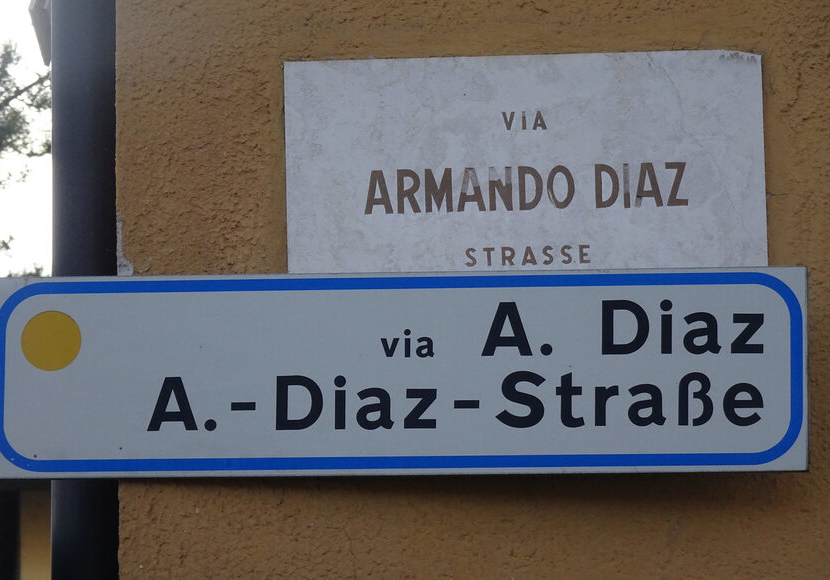 VIA
ARMANDO DIAZ
STRASSE
via A. Diaz
A.-Diaz-Straße